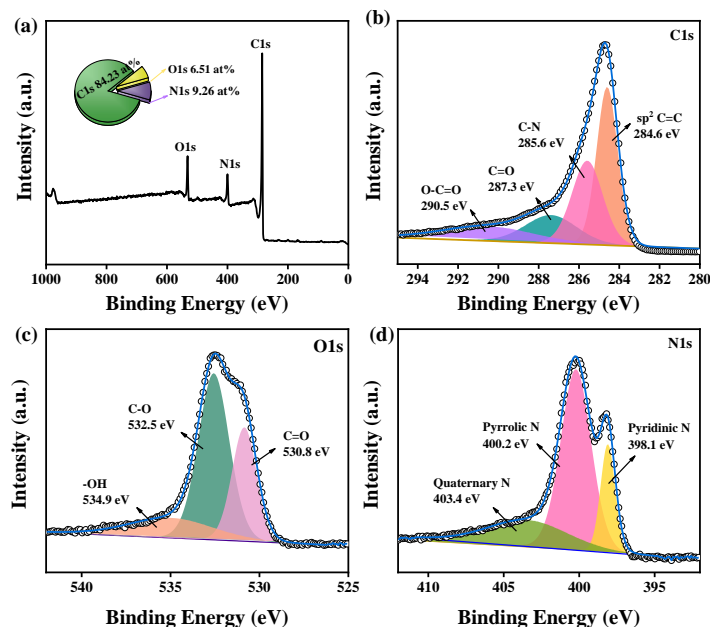 (a)
C1s
C1s 84.23 at%
O1s 6.51 at%
N1s 9.26 at%
O1s
N1s
Intensity (a.u.)
1000 800 600 400 200 0
Binding Energy (eV)
(b)
C1s
sp² C=C
284.6 eV
C-N
285.6 eV
C=O
287.3 eV
O-C=O
290.5 eV
Intensity (a.u.)
294 292 290 288 286 284 282 280
Binding Energy (eV)
(c)
O1s
C-O
532.5 eV
C=O
530.8 eV
-OH
534.9 eV
Intensity (a.u.)
540 535 530 525
Binding Energy (eV)
(d)
N1s
Pyrrolic N
400.2 eV
Pyridinic N
398.1 eV
Quaternary N
403.4 eV
Intensity (a.u.)
410 405 400 395
Binding Energy (eV)